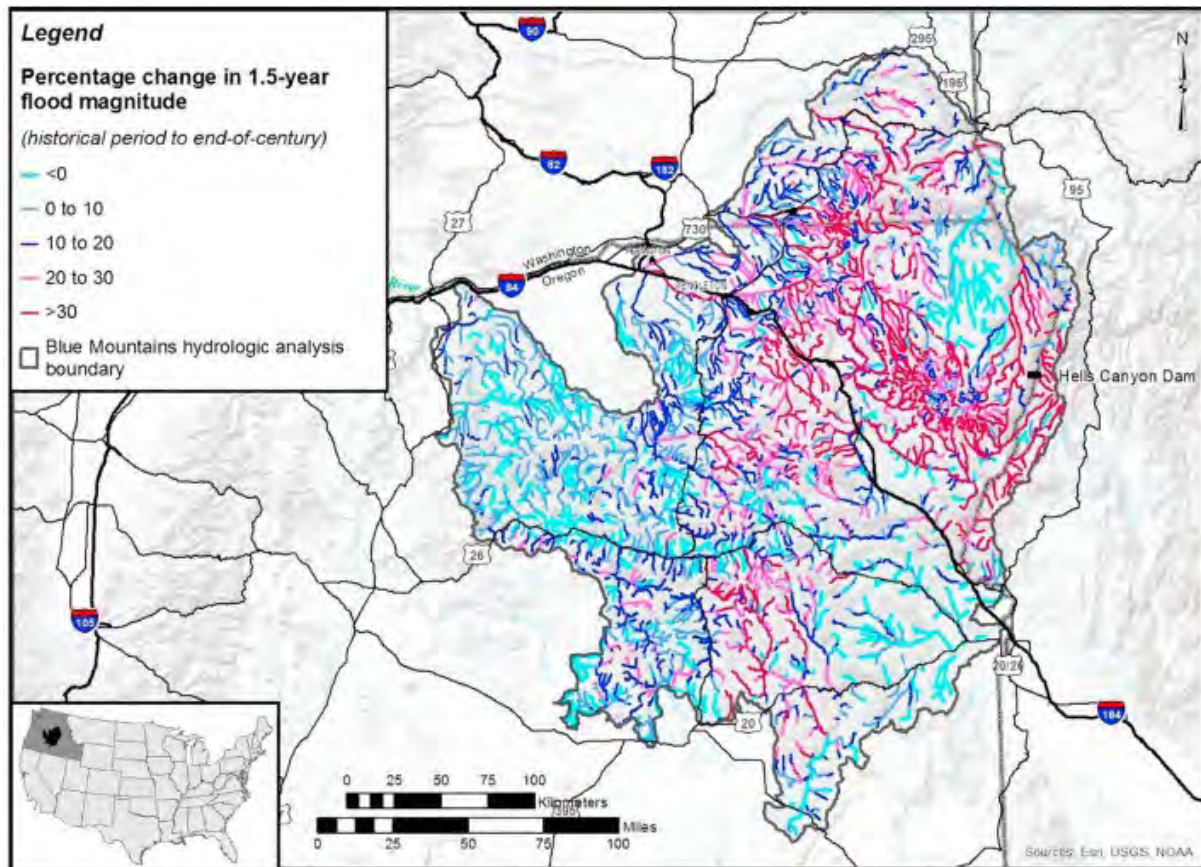 Legend
Percentage change in 1.5-year
flood magnitude
(historical period to end-of-century)
<0
0 to 10
10 to 20
20 to 30
>30
Blue Mountains hydrologic analysis
boundary
90
295
195
N
82
182
95
27
730
Washington
Oregon
River
84
PENDLETON
Hells Canyon Dam
26
105
20/26
20
184
0 25 50 75 100
Kilometers
395
Miles
0 25 50 75 100
Sources: Esri, USGS, NOAA